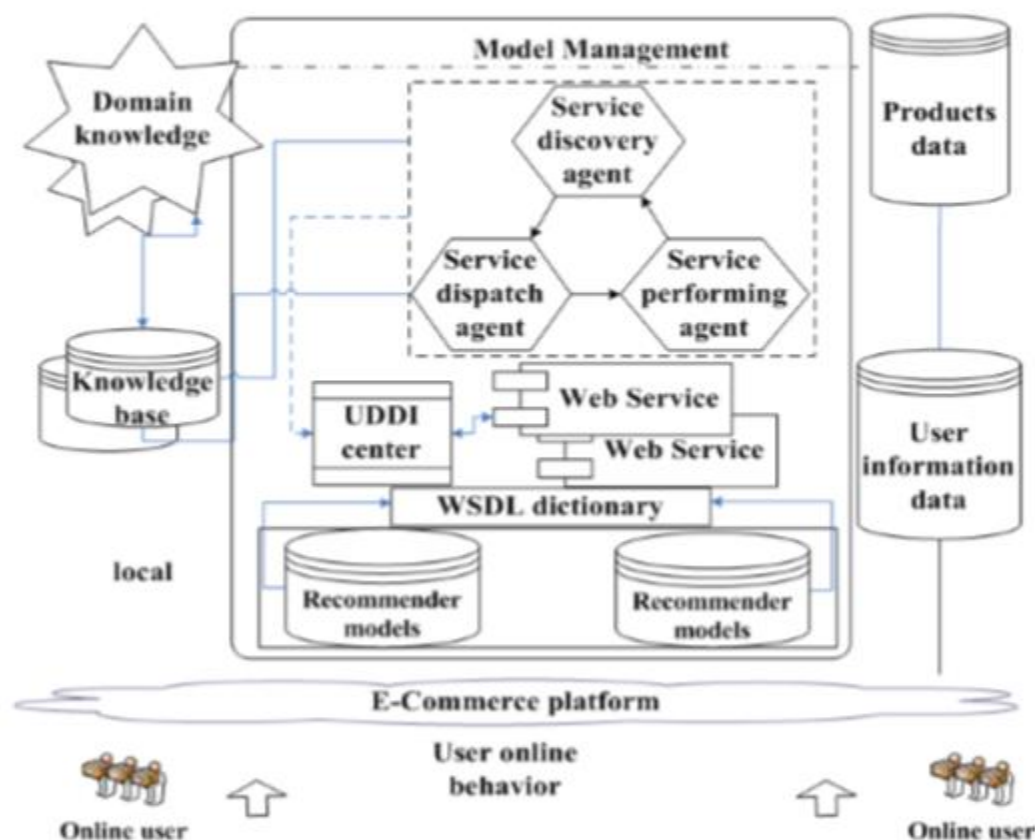 Model Management
Domain
knowledge
Service
discovery
agent
Products
data
Service
dispatch
agent
Service
performing
agent
Knowledge
base
UDDI
center
Web Service
Web Service
User
information
data
WSDL dictionary
local
Recommender
models
Recommender
models
E-Commerce platform
User online
behavior
Online user
Online user